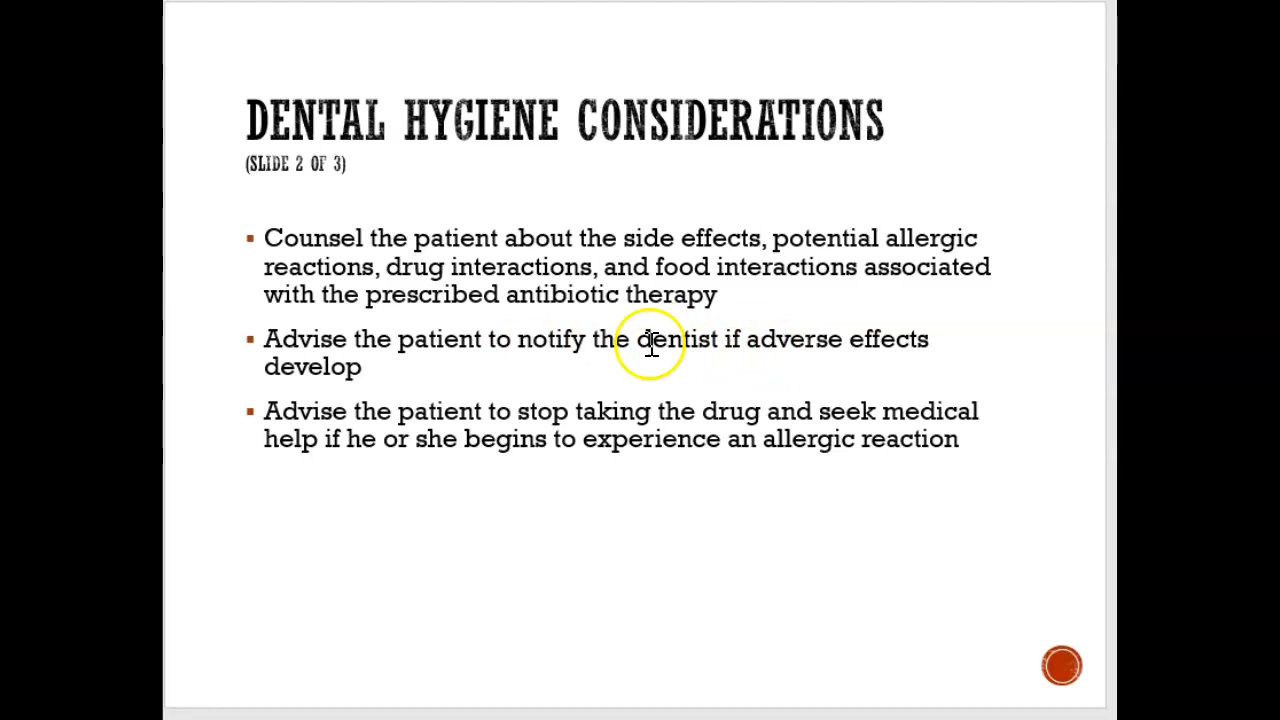 DENTAL HYGIENE CONSIDERATIONS
(SLIDE 2 OF 3)
▪ Counsel the patient about the side effects, potential allergic
reactions, drug interactions, and food interactions associated
with the prescribed antibiotic therapy
▪ Advise the patient to notify the dentist if adverse effects
develop
▪ Advise the patient to stop taking the drug and seek medical
help if he or she begins to experience an allergic reaction